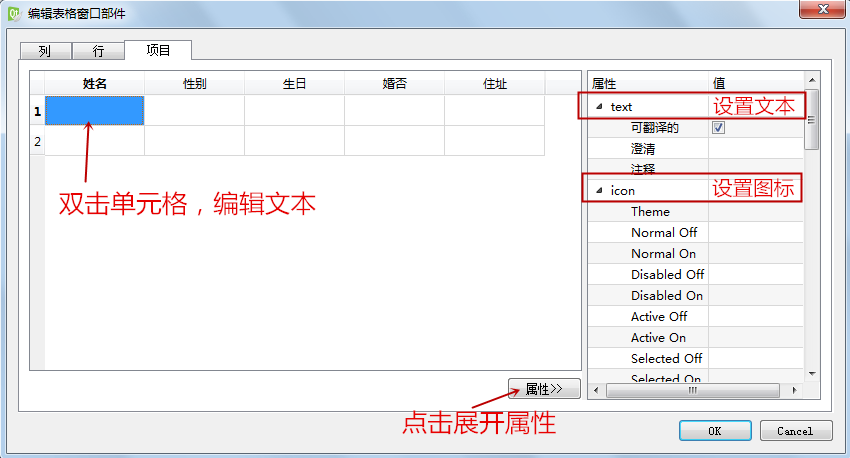 编辑表格窗口部件
列 行 项目
姓名 性别 生日 婚否 住址
1
2
双击单元格，编辑文本
属性>>
点击展开属性
属性 值
text 设置文本
可翻译的
澄清
注释
icon 设置图标
Theme
Normal Off
Normal On
Disabled Off
Disabled On
Active Off
Active On
Selected Off
Selected On
OK Cancel